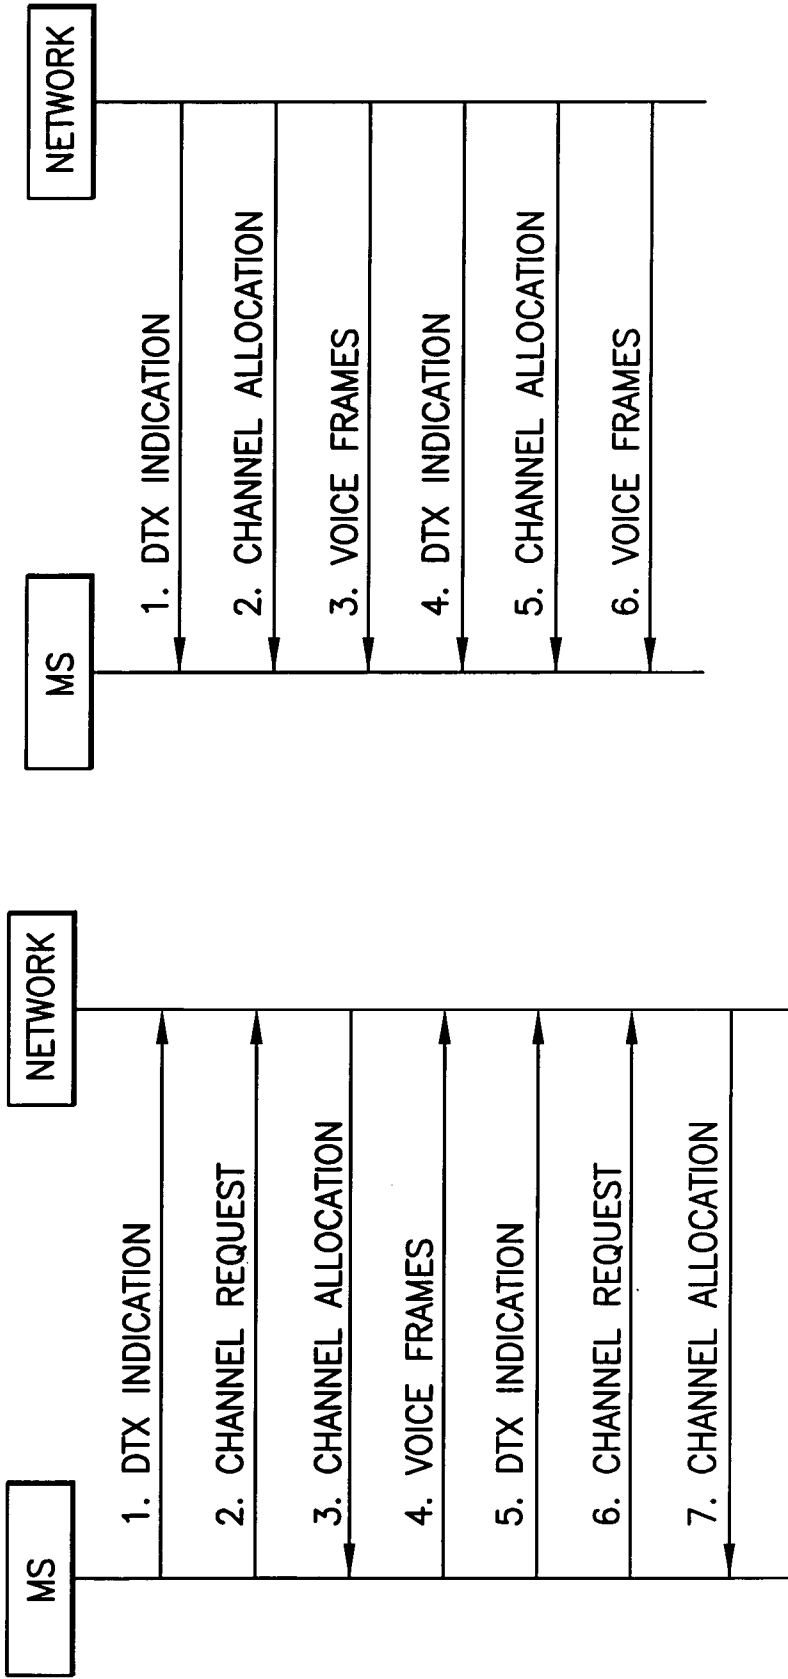 MS
NETWORK
1. DTX INDICATION
2. CHANNEL REQUEST
3. CHANNEL ALLOCATION
4. VOICE FRAMES
5. DTX INDICATION
6. CHANNEL REQUEST
7. CHANNEL ALLOCATION
MS
NETWORK
1. DTX INDICATION
2. CHANNEL ALLOCATION
3. VOICE FRAMES
4. DTX INDICATION
5. CHANNEL ALLOCATION
6. VOICE FRAMES